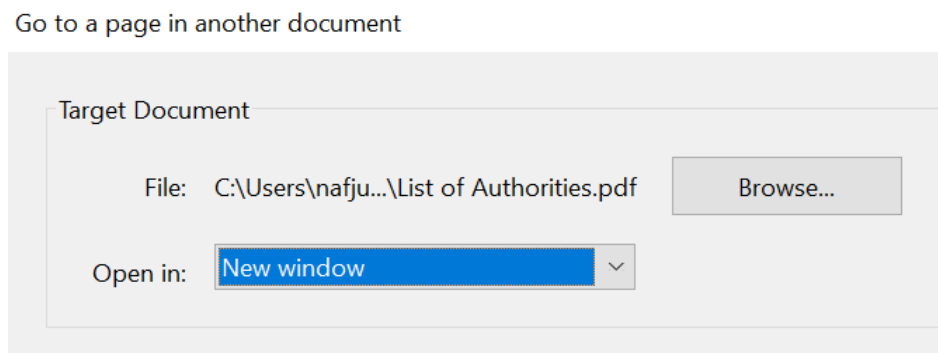 Go to a page in another document
Target Document
File: C:\Users\nafju...\List of Authorities.pdf Browse...
Open in: New window